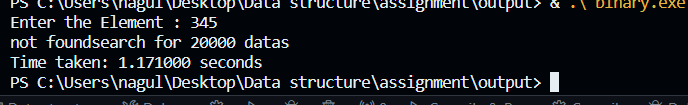 PS C:\Users\nagul\Desktop\Data structure\assignment\output> & .\'binary.exe
Enter the Element : 345
not foundsearch for 20000 datas
Time taken: 1.171000 seconds
PS C:\Users\nagul\Desktop\Data structure\assignment\output>